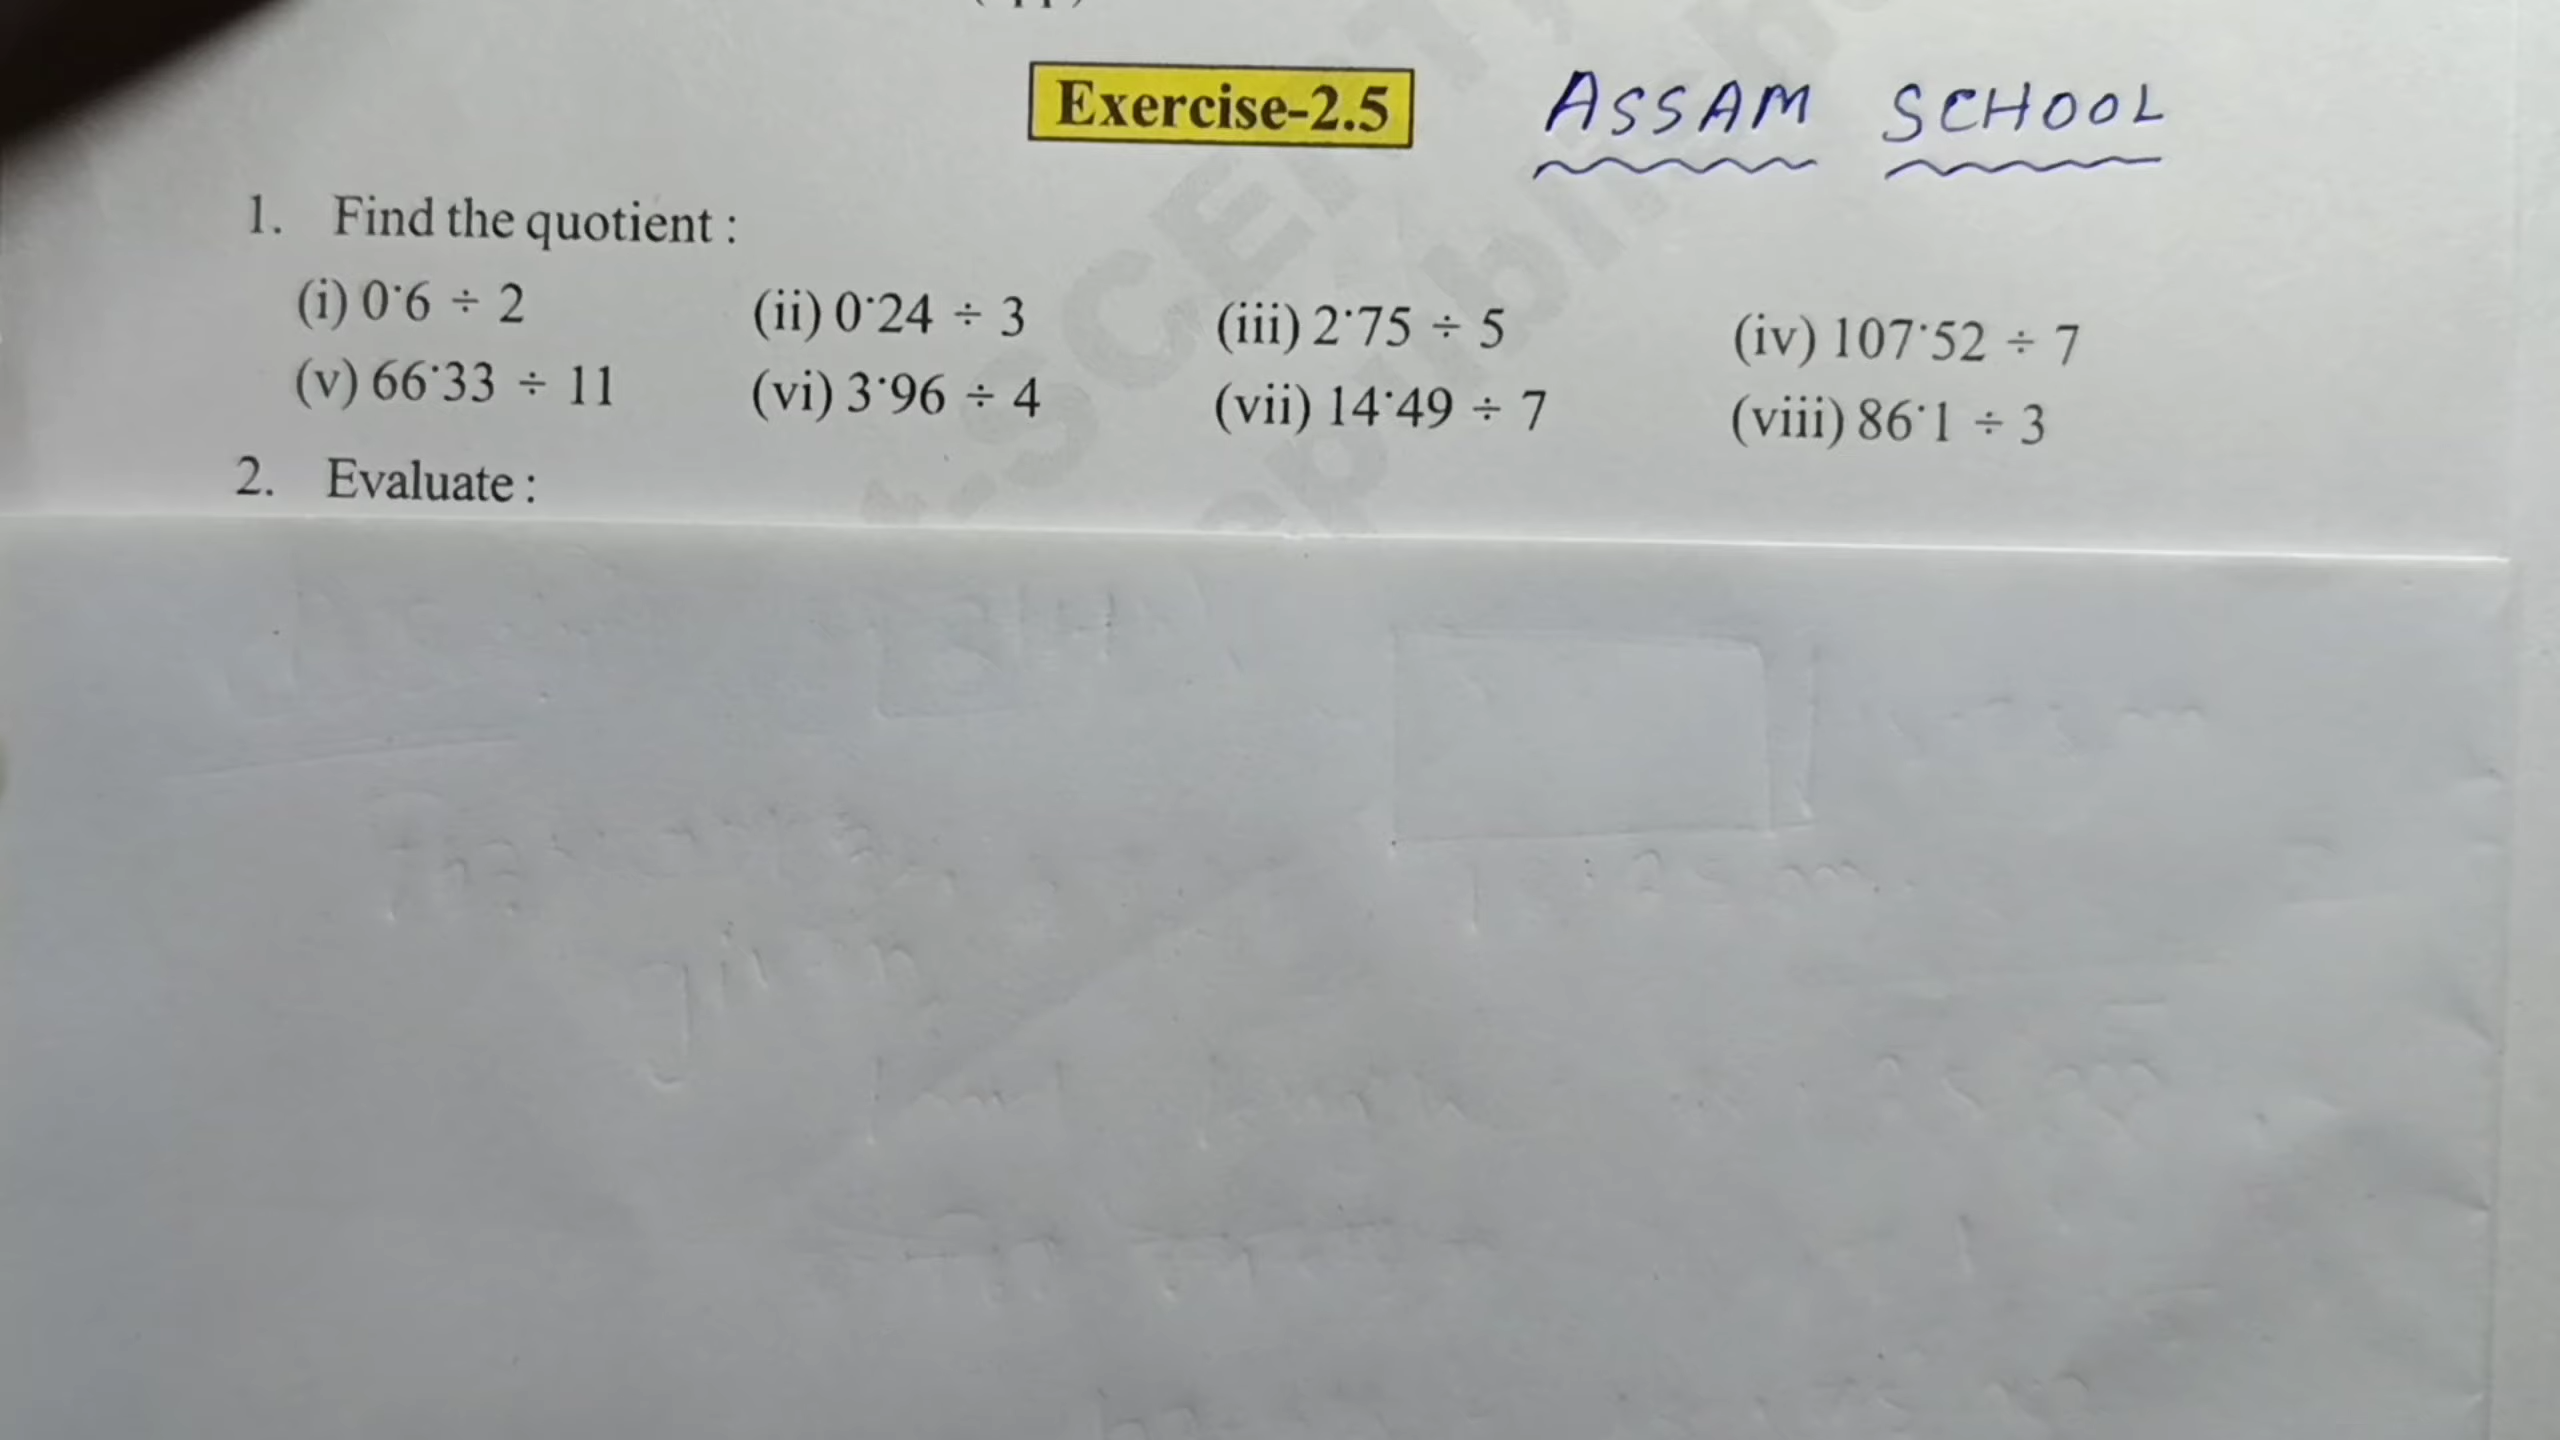 Exercise-2.5 ASSAM SCHOOL
1. Find the quotient :
(i) 0·6 ÷ 2 (ii) 0·24 ÷ 3 (iii) 2·75 ÷ 5 (iv) 107·52 ÷ 7
(v) 66·33 ÷ 11 (vi) 3·96 ÷ 4 (vii) 14·49 ÷ 7 (viii) 86·1 ÷ 3
2. Evaluate :